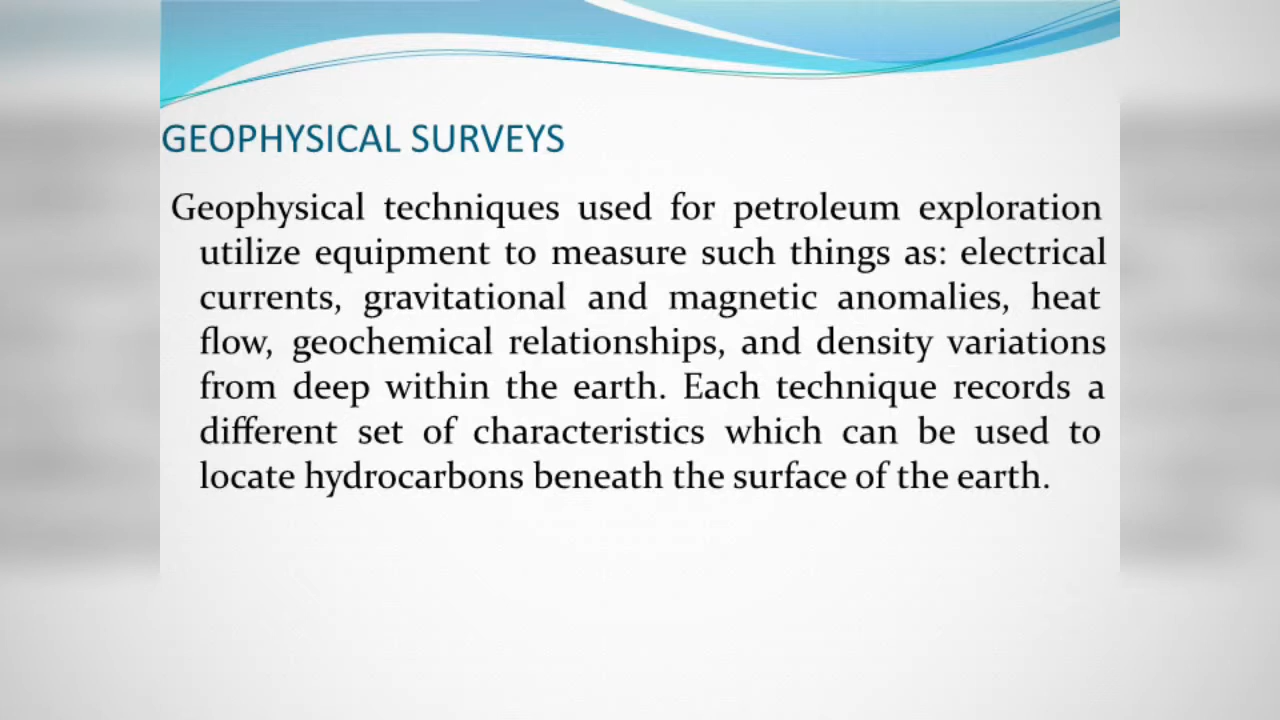 GEOPHYSICAL SURVEYS
Geophysical techniques used for petroleum exploration
utilize equipment to measure such things as: electrical
currents, gravitational and magnetic anomalies, heat
flow, geochemical relationships, and density variations
from deep within the earth. Each technique records a
different set of characteristics which can be used to
locate hydrocarbons beneath the surface of the earth.